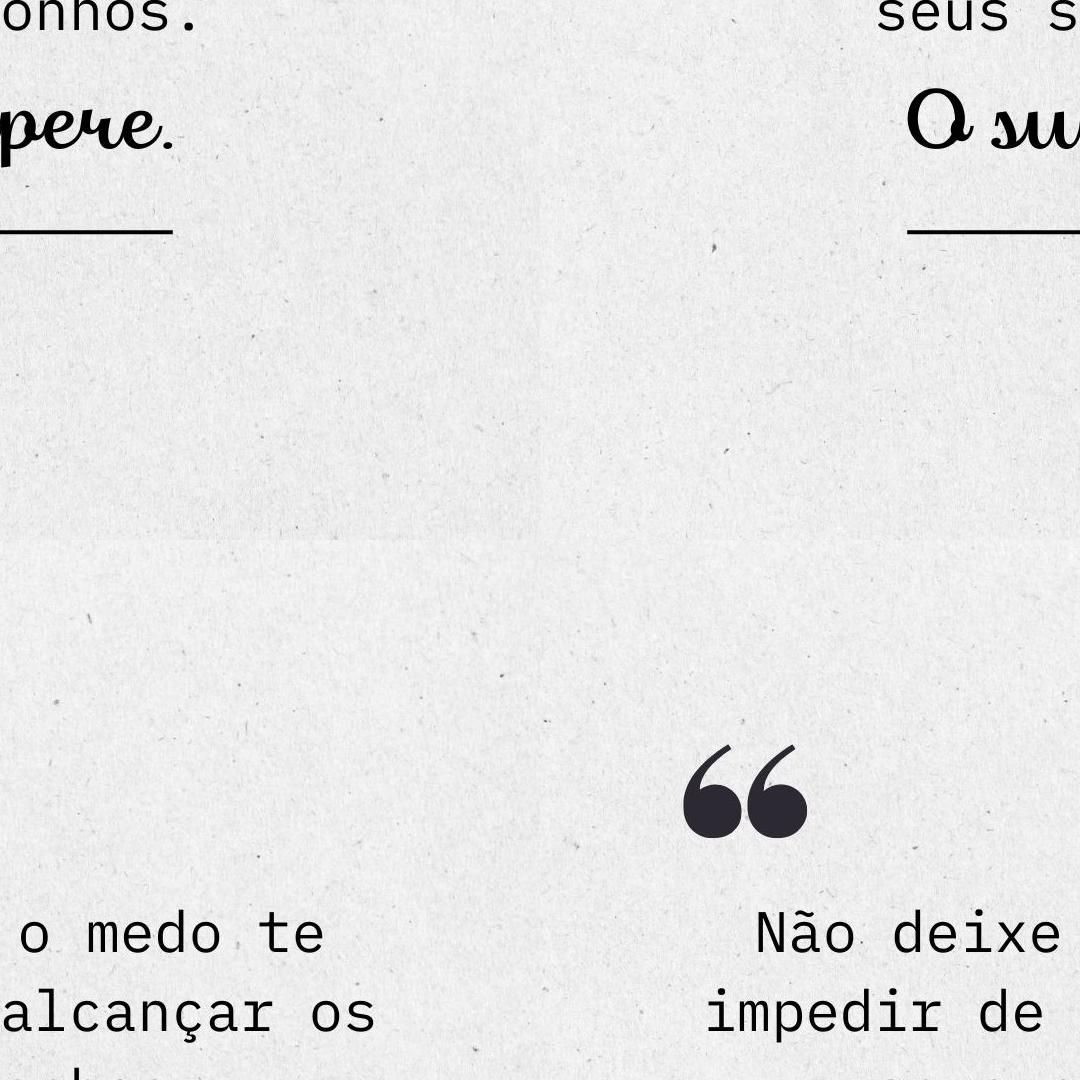 onhos.
pere.
seus s
O su
“
o medo te
alcançar os
Não deixe
impedir de